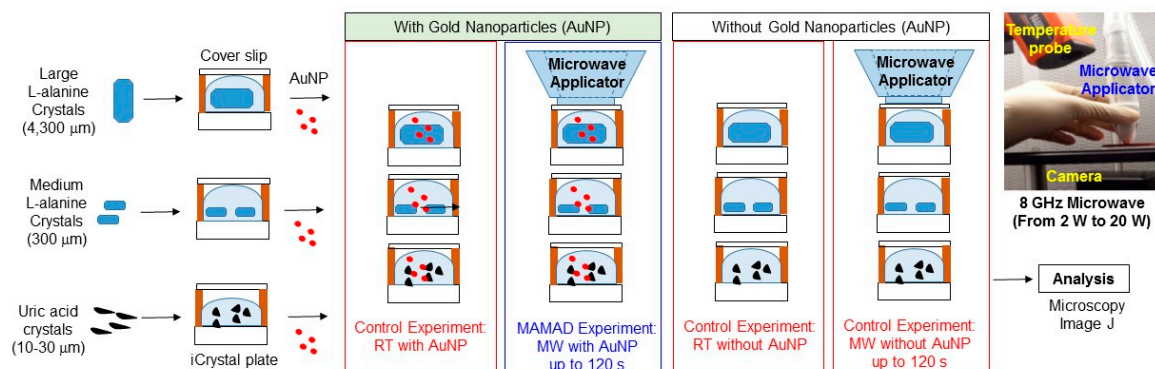 With Gold Nanoparticles (AuNP)
Without Gold Nanoparticles (AuNP)
Large
L-alanine
Crystals
(4,300 µm)
Cover slip
AuNP
Medium
L-alanine
Crystals
(300 µm)
Uric acid
crystals
(10-30 µm)
iCrystal plate
Microwave
Applicator
Microwave
Applicator
Control Experiment:
RT with AuNP
MAMAD Experiment:
MW with AuNP
up to 120 s
Control Experiment:
RT without AuNP
Control Experiment:
MW without AuNP
up to 120 s
Temperature
probe
Microwave
Applicator
Camera
8 GHz Microwave
(From 2 W to 20 W)
Analysis
Microscopy
Image J